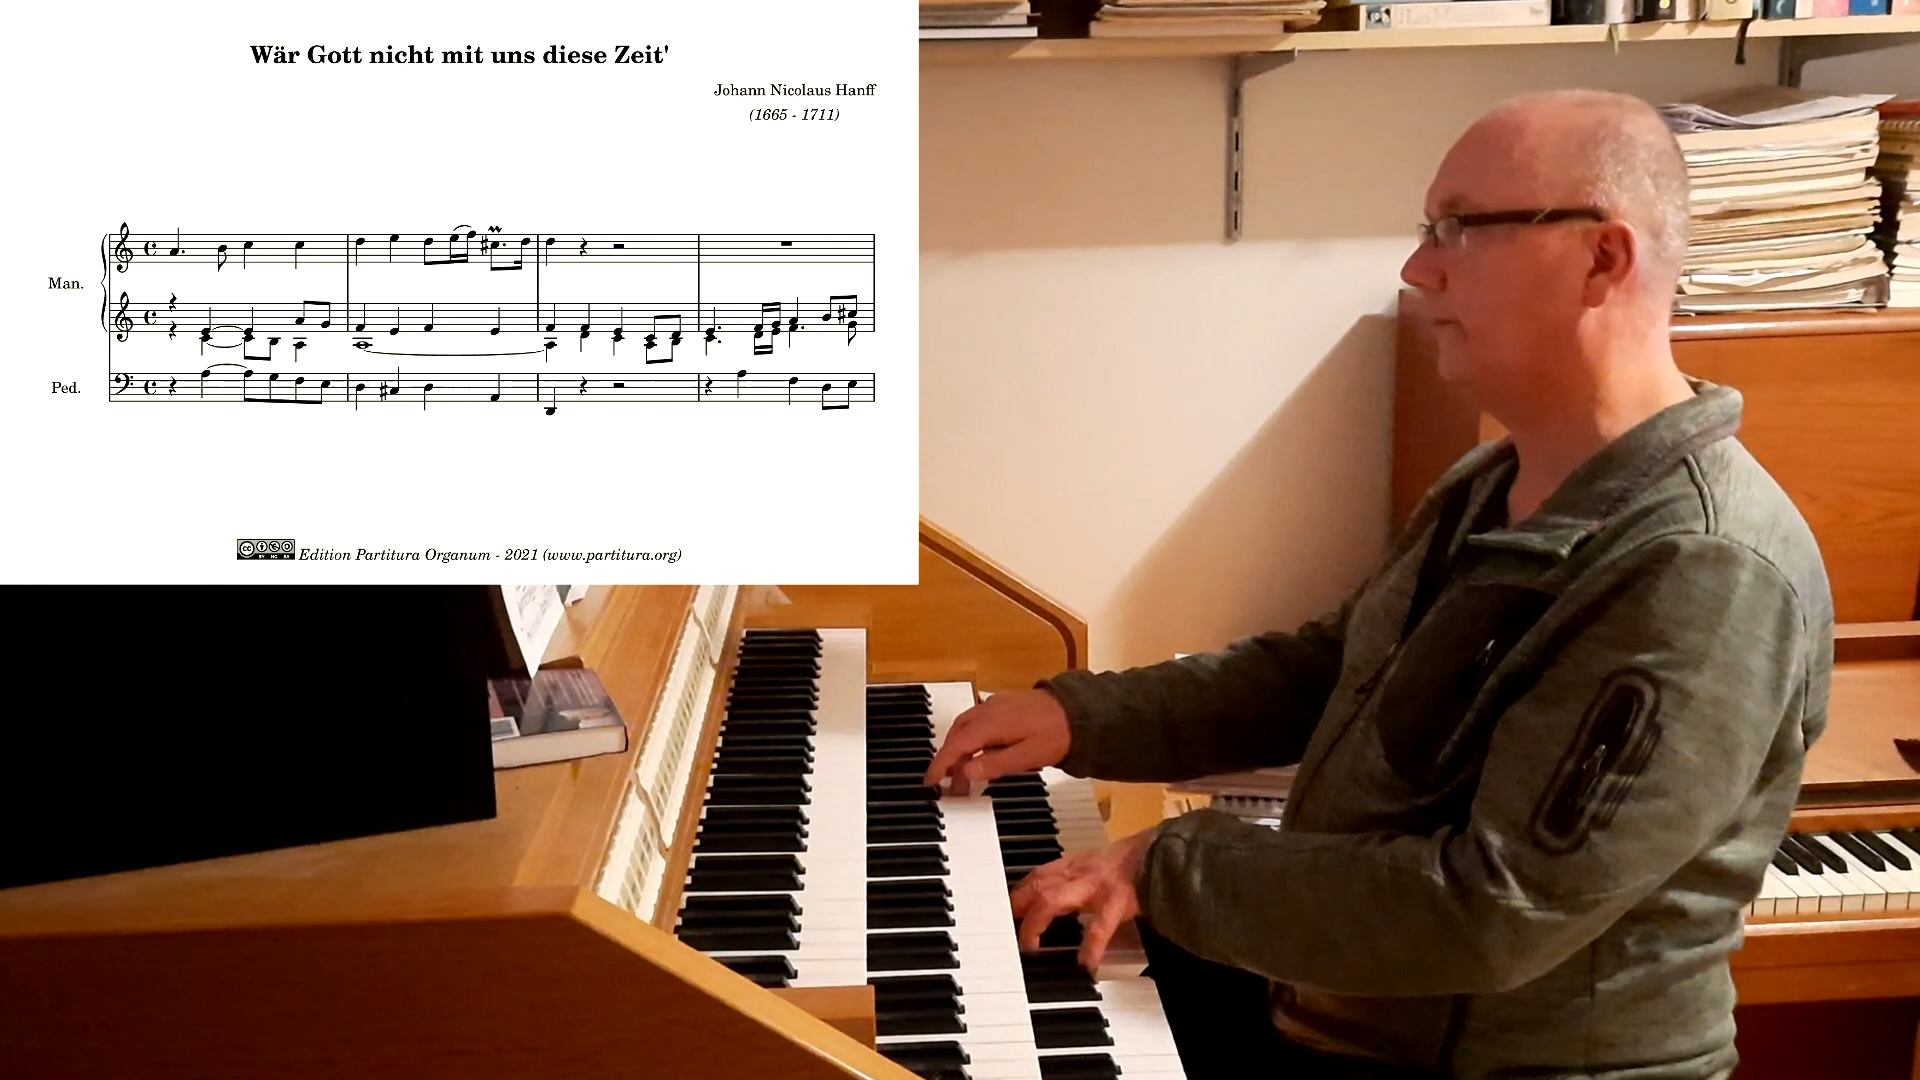 Wär Gott nicht mit uns diese Zeit'
Johann Nicolaus Hanff
(1665 - 1711)
Man.
Ped.
Edition Partitura Organum - 2021 (www.partitura.org)